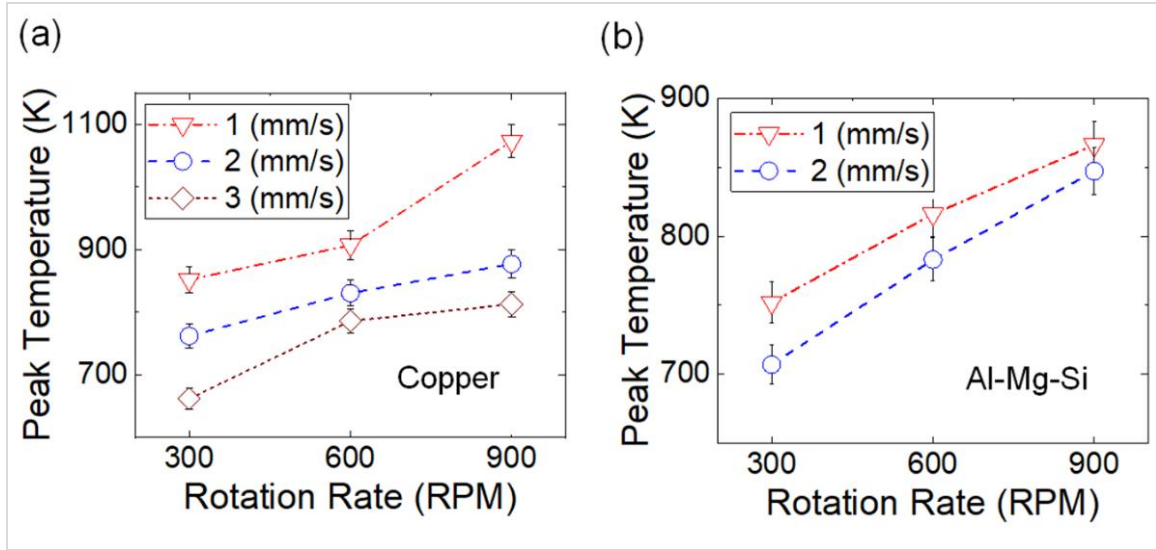 (a)
Peak Temperature (K)
1100
900
700
1 (mm/s)
2 (mm/s)
3 (mm/s)
Copper
300 600 900
Rotation Rate (RPM)
(b)
Peak Temperature (K)
900
800
700
1 (mm/s)
2 (mm/s)
Al-Mg-Si
300 600 900
Rotation Rate (RPM)